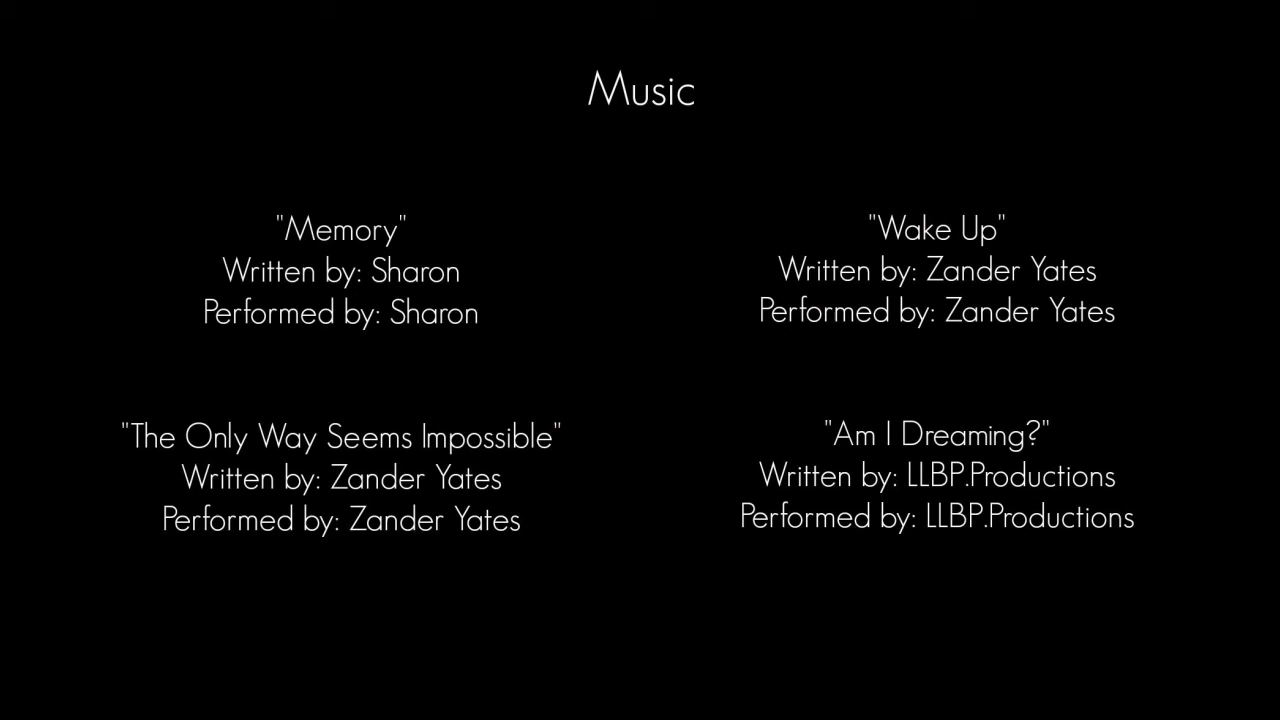 Music
"Memory"
Written by: Sharon
Performed by: Sharon
"Wake Up"
Written by: Zander Yates
Performed by: Zander Yates
"The Only Way Seems Impossible"
Written by: Zander Yates
Performed by: Zander Yates
"Am I Dreaming?"
Written by: LLBP.Productions
Performed by: LLBP.Productions